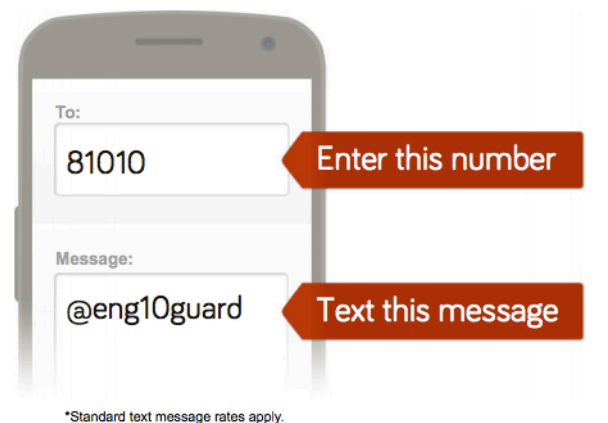 To:
81010
Enter this number
Message:
@eng10guard
Text this message
*Standard text message rates apply.